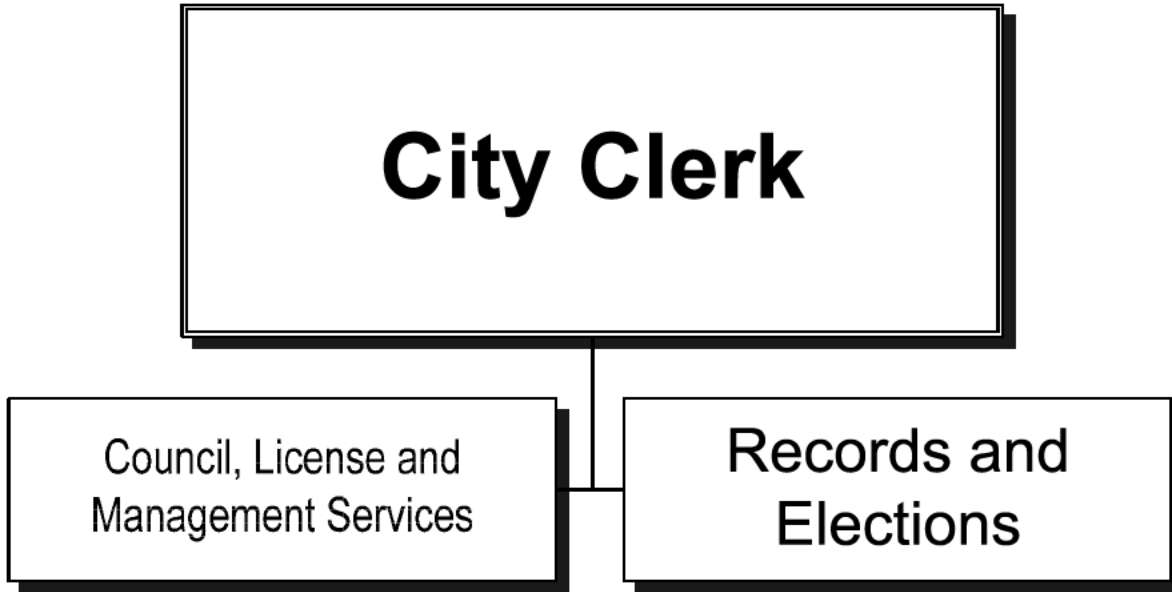 City Clerk
Council, License and
Management Services
Records and
Elections